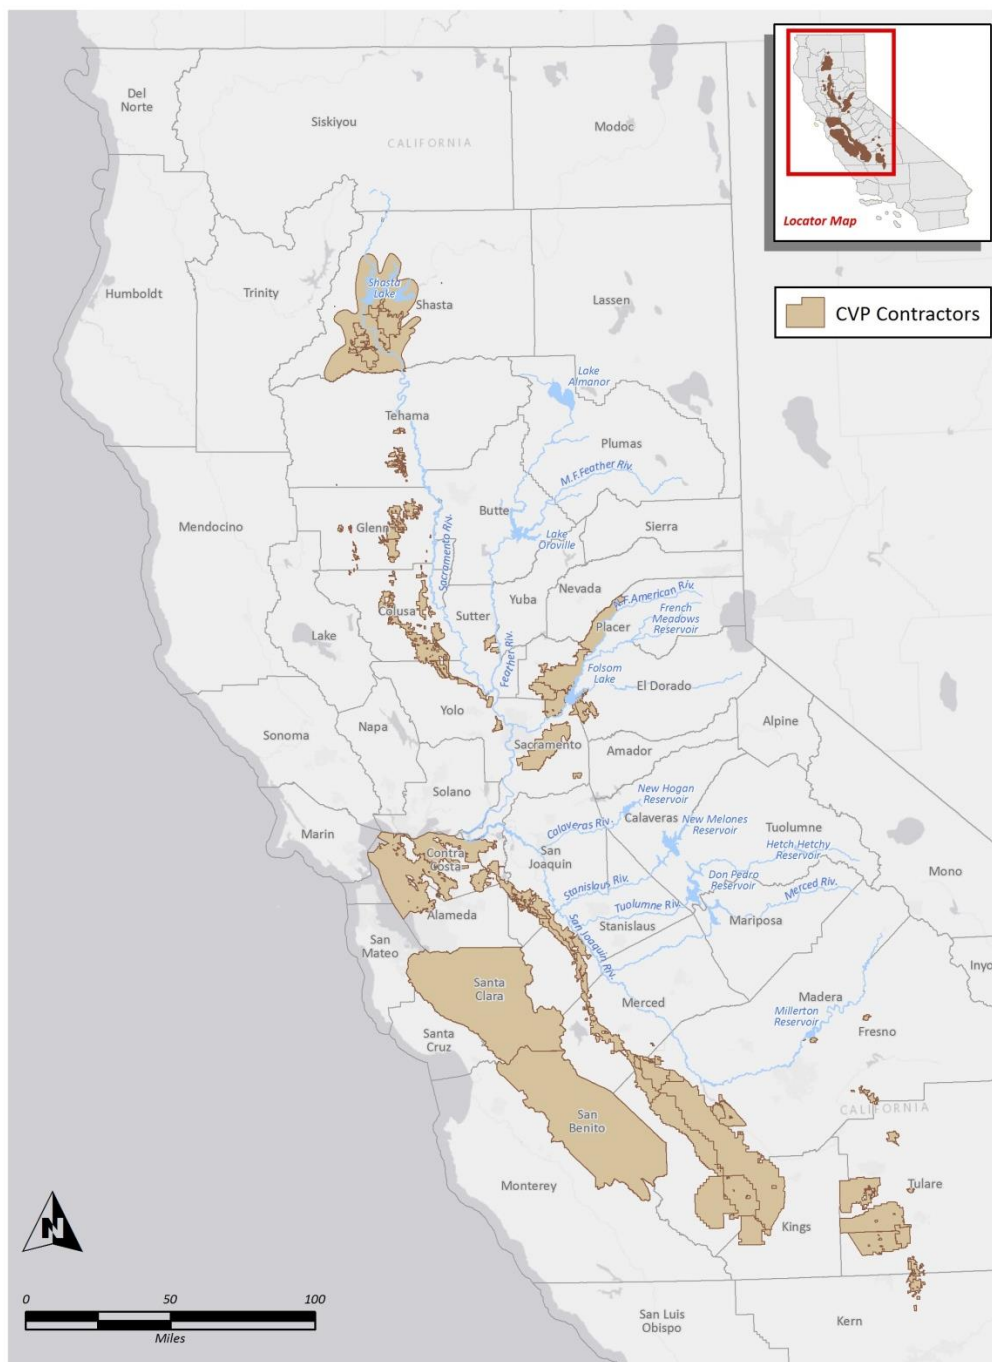 Del
Norte
Siskiyou
CALIFORNIA
Modoc
Locator Map
CVP Contractors
Humboldt
Trinity
Shasta
Lake
Shasta
Lassen
Lake
Almanor
Tehama
Plumas
M.F.Feather Riv.
Mendocino
Glenn
Sacramento Riv.
Butte
Lake
Oroville
Sierra
Nevada
Yuba
Sutter
Colusa
Lake
Feather Riv.
N.F.American Riv.
French
Meadows
Reservoir
Placer
Folsom
Lake
El Dorado
Yolo
Napa
Sonoma
Sacramento
Amador
Alpine
Solano
Marin
New Hogan
Reservoir
Calaveras
Calaveras Riv.
New Melones
Reservoir
Tuolumne
Hetch Hetchy
Reservoir
Contra
Costa
San
Joaquin
Mono
Don Pedro
Reservoir
Merced Riv.
Stanislaus Riv.
Tuolumne Riv.
Alameda
Stanislaus
Mariposa
San
Mateo
San Joaquin Riv.
Inyo
Santa
Clara
Merced
Madera
Millerton
Reservoir
Fresno
Santa
Cruz
San
Benito
CALIFORNIA
Monterey
Tulare
Kings
N
0 50 100
Miles
San Luis
Obispo
Kern